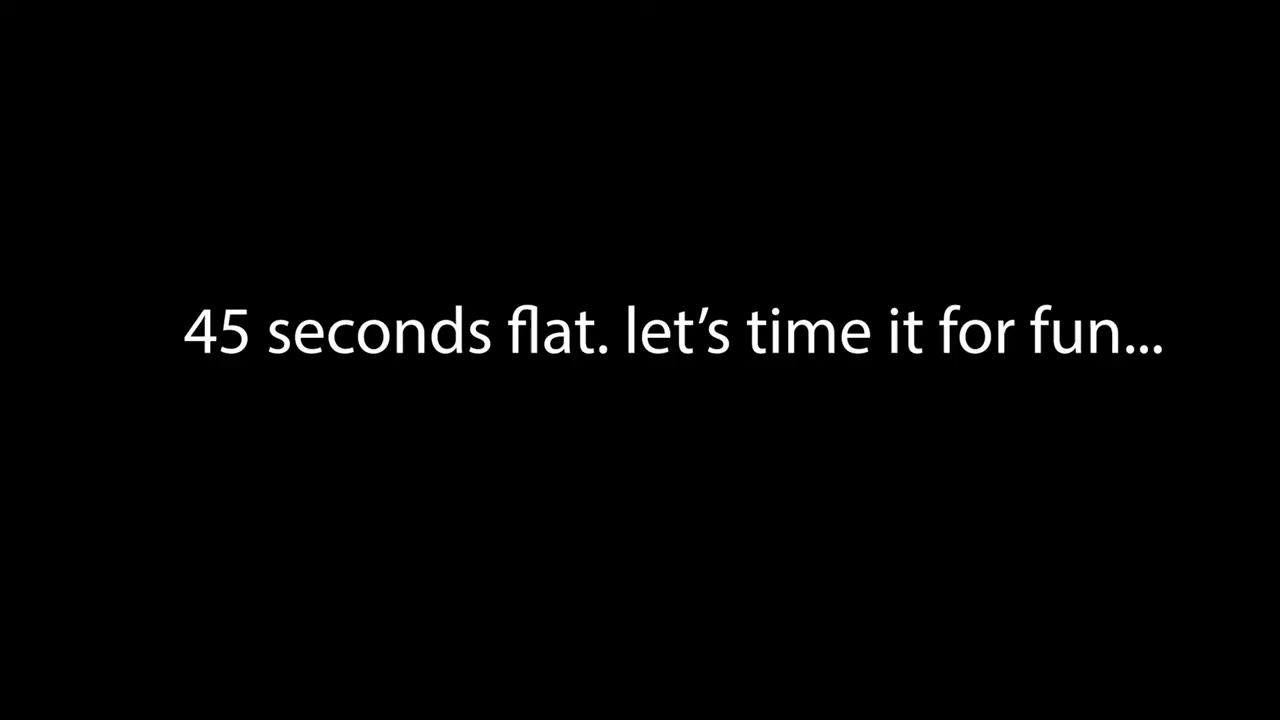 45 seconds flat. let’s time it for fun...